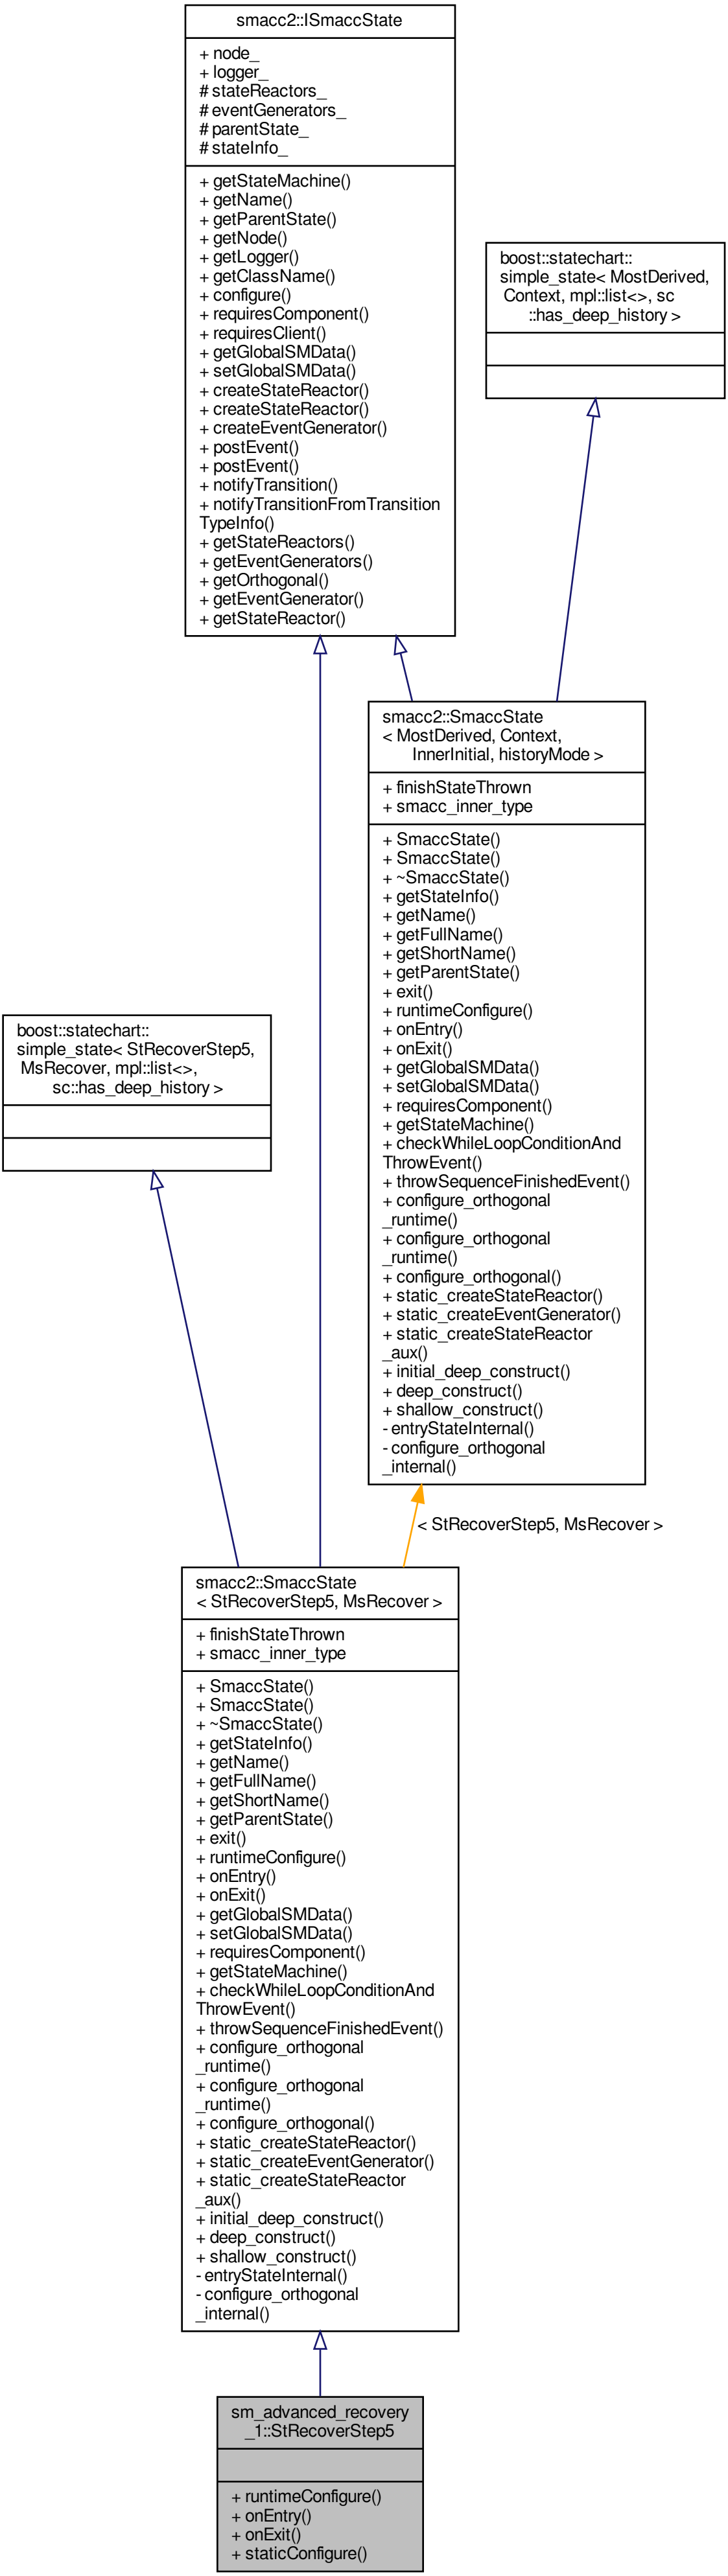 smacc2::ISmaccState
+ node_
+ logger_
# stateReactors_
# eventGenerators_
# parentState_
# stateInfo_
+ getStateMachine()
+ getName()
+ getParentState()
+ getNode()
+ getLogger()
+ getClassName()
+ configure()
+ requiresComponent()
+ requiresClient()
+ getGlobalSMData()
+ setGlobalSMData()
+ createStateReactor()
+ createStateReactor()
+ createEventGenerator()
+ postEvent()
+ postEvent()
+ notifyTransition()
+ notifyTransitionFromTransition
TypeInfo()
+ getStateReactors()
+ getEventGenerators()
+ getOrthogonal()
+ getEventGenerator()
+ getStateReactor()
boost::statechart::
simple_state< MostDerived,
Context, mpl::list<>, sc
::has_deep_history >
smacc2::SmaccState
< MostDerived, Context,
InnerInitial, historyMode >
+ finishStateThrown
+ smacc_inner_type
+ SmaccState()
+ SmaccState()
+ ~SmaccState()
+ getStateInfo()
+ getName()
+ getFullName()
+ getShortName()
+ getParentState()
+ exit()
+ runtimeConfigure()
+ onEntry()
+ onExit()
+ getGlobalSMData()
+ setGlobalSMData()
+ requiresComponent()
+ getStateMachine()
+ checkWhileLoopConditionAnd
ThrowEvent()
+ throwSequenceFinishedEvent()
+ configure_orthogonal
_runtime()
+ configure_orthogonal
_runtime()
+ configure_orthogonal()
+ static_createStateReactor()
+ static_createEventGenerator()
+ static_createStateReactor
_aux()
+ initial_deep_construct()
+ deep_construct()
+ shallow_construct()
- entryStateInternal()
- configure_orthogonal
_internal()
boost::statechart::
simple_state< StRecoverStep5,
MsRecover, mpl::list<>,
sc::has_deep_history >
< StRecoverStep5, MsRecover >
smacc2::SmaccState
< StRecoverStep5, MsRecover >
+ finishStateThrown
+ smacc_inner_type
+ SmaccState()
+ SmaccState()
+ ~SmaccState()
+ getStateInfo()
+ getName()
+ getFullName()
+ getShortName()
+ getParentState()
+ exit()
+ runtimeConfigure()
+ onEntry()
+ onExit()
+ getGlobalSMData()
+ setGlobalSMData()
+ requiresComponent()
+ getStateMachine()
+ checkWhileLoopConditionAnd
ThrowEvent()
+ throwSequenceFinishedEvent()
+ configure_orthogonal
_runtime()
+ configure_orthogonal
_runtime()
+ configure_orthogonal()
+ static_createStateReactor()
+ static_createEventGenerator()
+ static_createStateReactor
_aux()
+ initial_deep_construct()
+ deep_construct()
+ shallow_construct()
- entryStateInternal()
- configure_orthogonal
_internal()
sm_advanced_recovery
_1::StRecoverStep5
+ runtimeConfigure()
+ onEntry()
+ onExit()
+ staticConfigure()